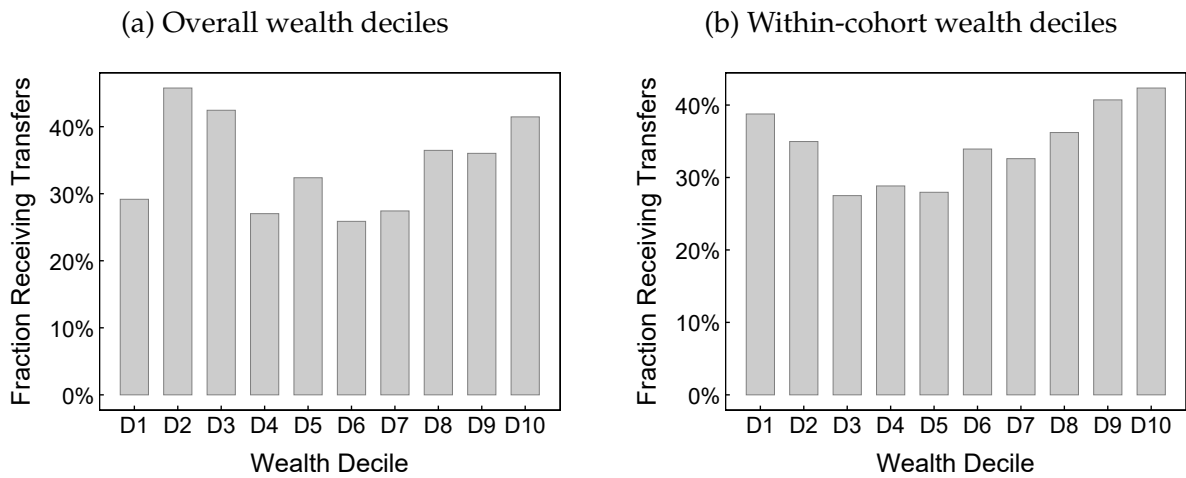 (a) Overall wealth deciles
Fraction Receiving Transfers
40%
30%
20%
10%
0%
D1 D2 D3 D4 D5 D6 D7 D8 D9 D10
Wealth Decile
(b) Within-cohort wealth deciles
Fraction Receiving Transfers
40%
30%
20%
10%
0%
D1 D2 D3 D4 D5 D6 D7 D8 D9 D10
Wealth Decile